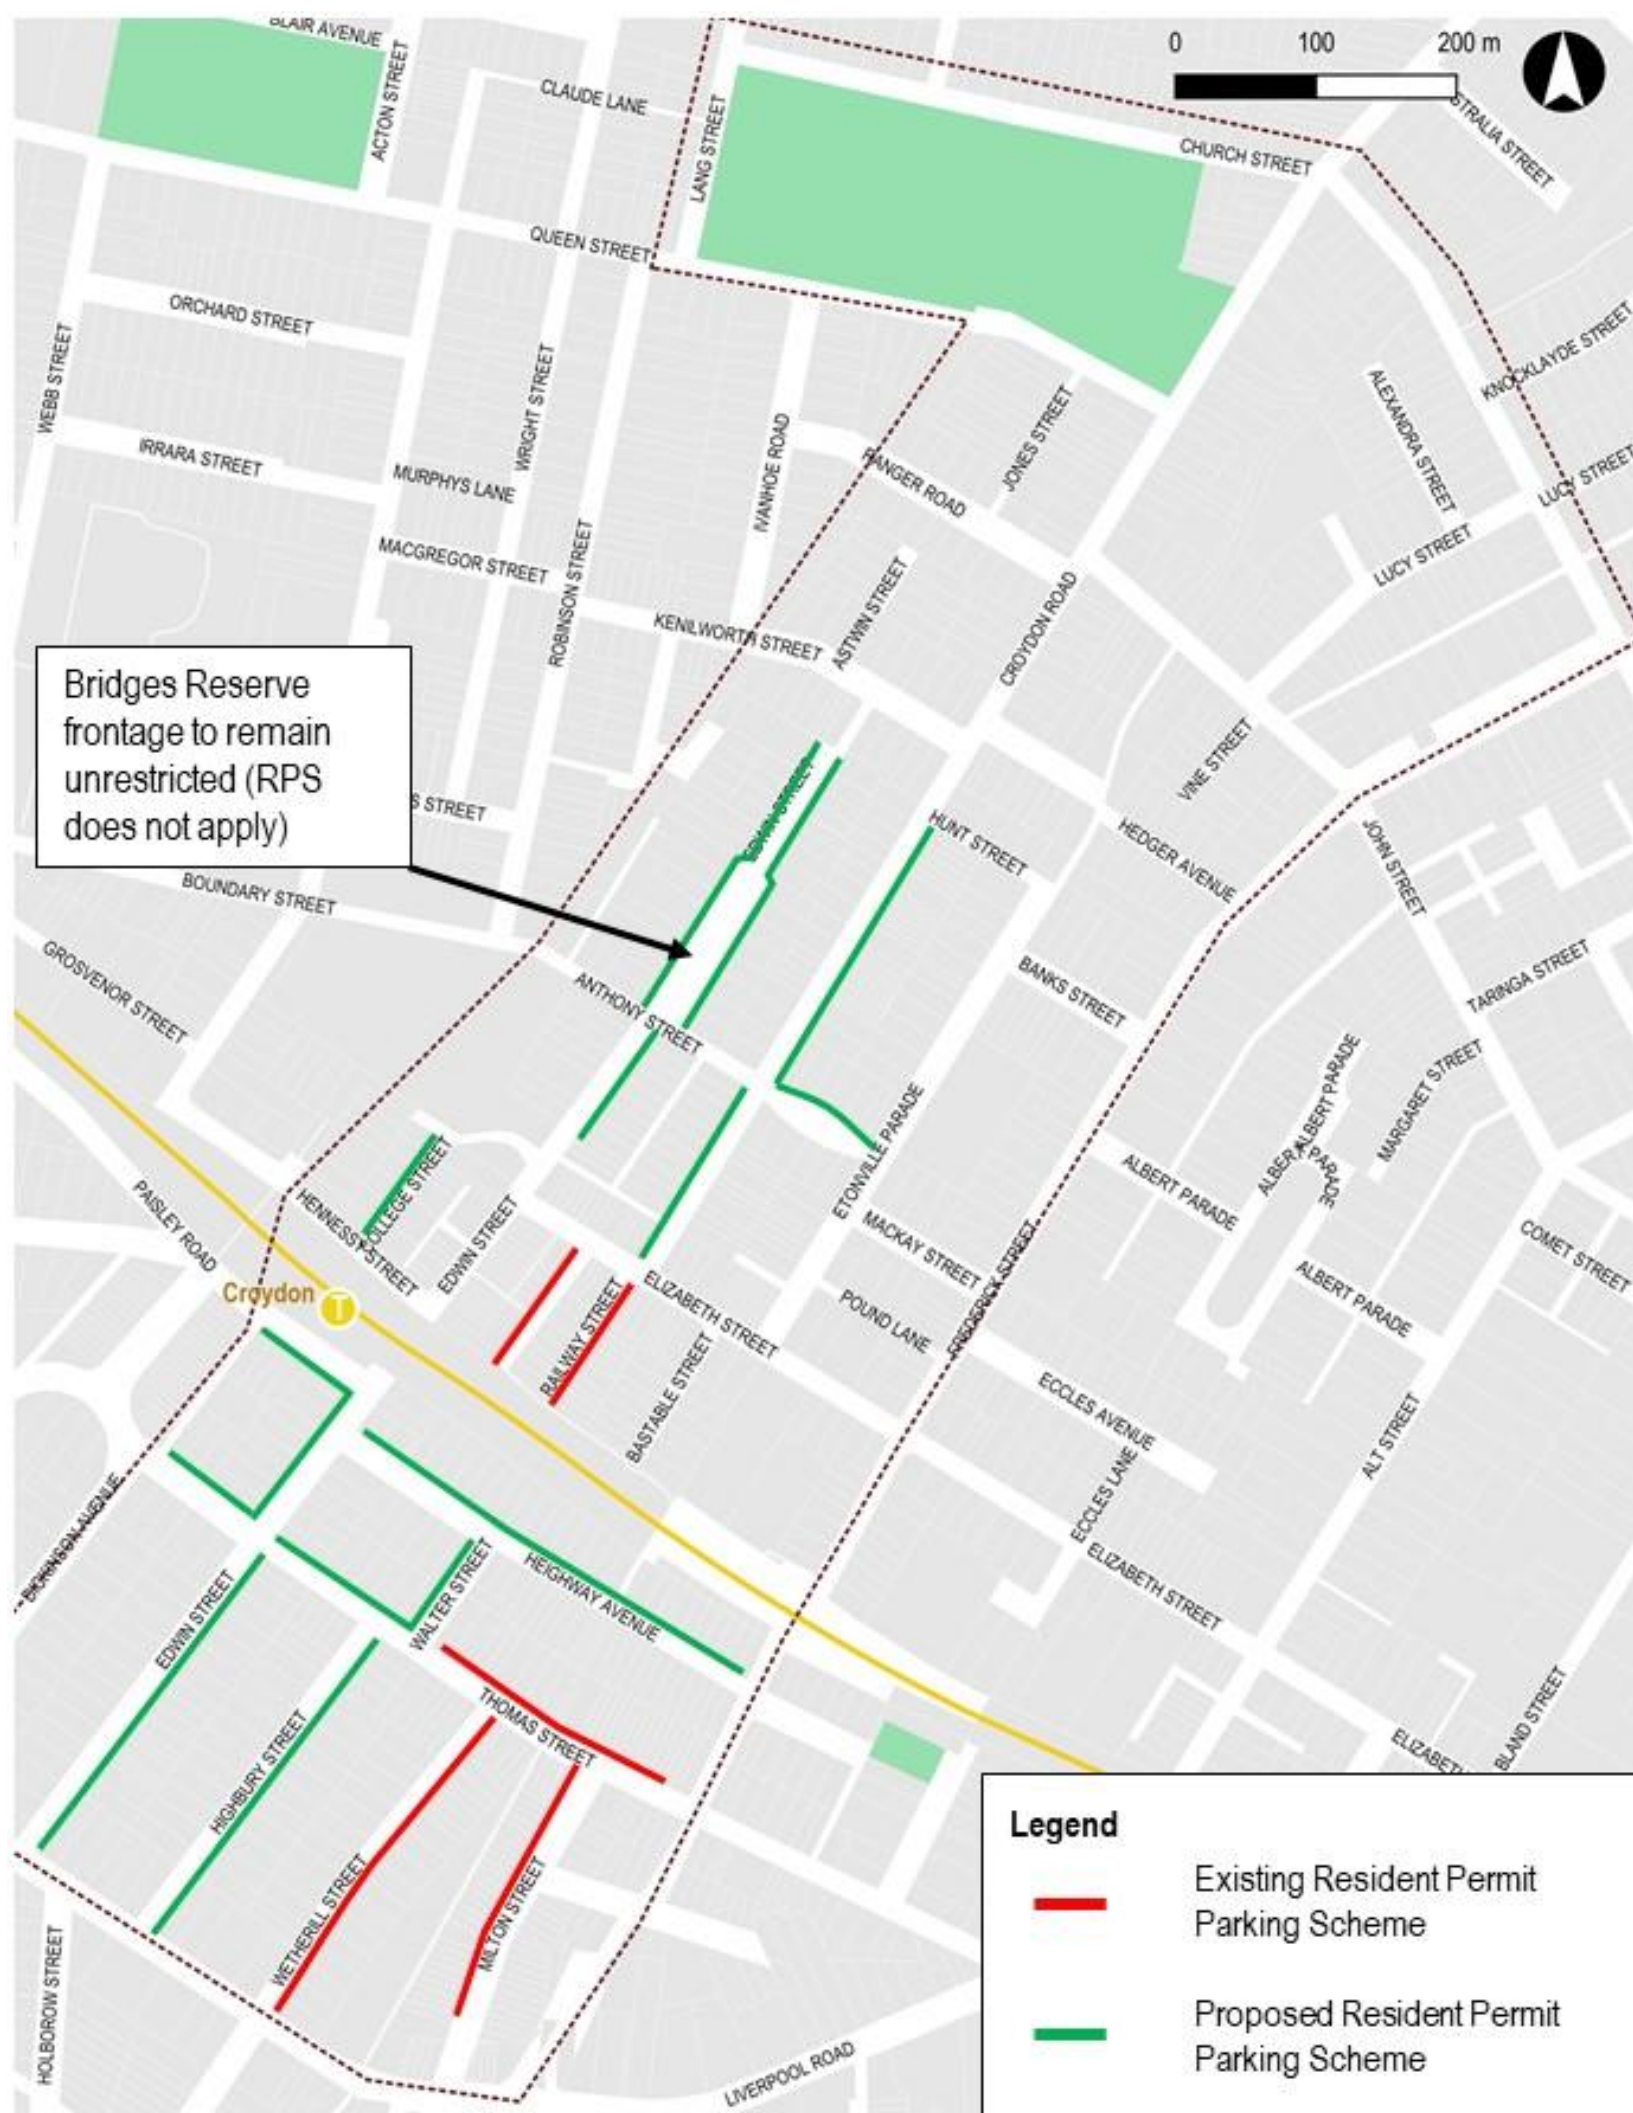 BLAIR AVENUE
0 100 200 m
ACTON STREET
CLAUDE LANE
LANG STREET
CHURCH STREET
STRALIA STREET
QUEEN STREET
ORCHARD STREET
WEBB STREET
WRIGHT STREET
KNOCKLAYDE STREET
ALEXANDRA STREET
IRRARA STREET
MURPHYS LANE
IVANHOE ROAD
RANGER ROAD
JONES STREET
LUCY STREET
LUCY STREET
MACGREGOR STREET
ROBINSON STREET
KENILWORTH STREET
ASTWIN STREET
CROYDON ROAD
Bridges Reserve
frontage to remain
unrestricted (RPS
does not apply)
S STREET
EDWIN STREET
HUNT STREET
VINE STREET
HEDGER AVENUE
JOHN STREET
BOUNDARY STREET
GROSVENOR STREET
ANTHONY STREET
BANKS STREET
TARINGA STREET
MARGARET STREET
ALBERT PARADE
ALBERT PARADE
ALBERT PARADE
COLLEGE STREET
HENNESSY STREET
PAISLEY ROAD
EDWIN STREET
ETONVILLE PARADE
MACKAY STREET
COMET STREET
Croydon
T
RAILWAY STREET
ELIZABETH STREET
POUND LANE
FREDERICK STREET
ALBERT PARADE
BASTABLE STREET
ECCLES AVENUE
ALT STREET
ECCLES LANE
DICKINSON AVENUE
EDWIN STREET
WALTER STREET
HEIGHWAY AVENUE
ELIZABETH STREET
HIGHBURY STREET
THOMAS STREET
BLAND STREET
ELIZABETH
WETHERILL STREET
MILTON STREET
HOLBOROW STREET
LIVERPOOL ROAD
Legend
Existing Resident Permit
Parking Scheme
Proposed Resident Permit
Parking Scheme